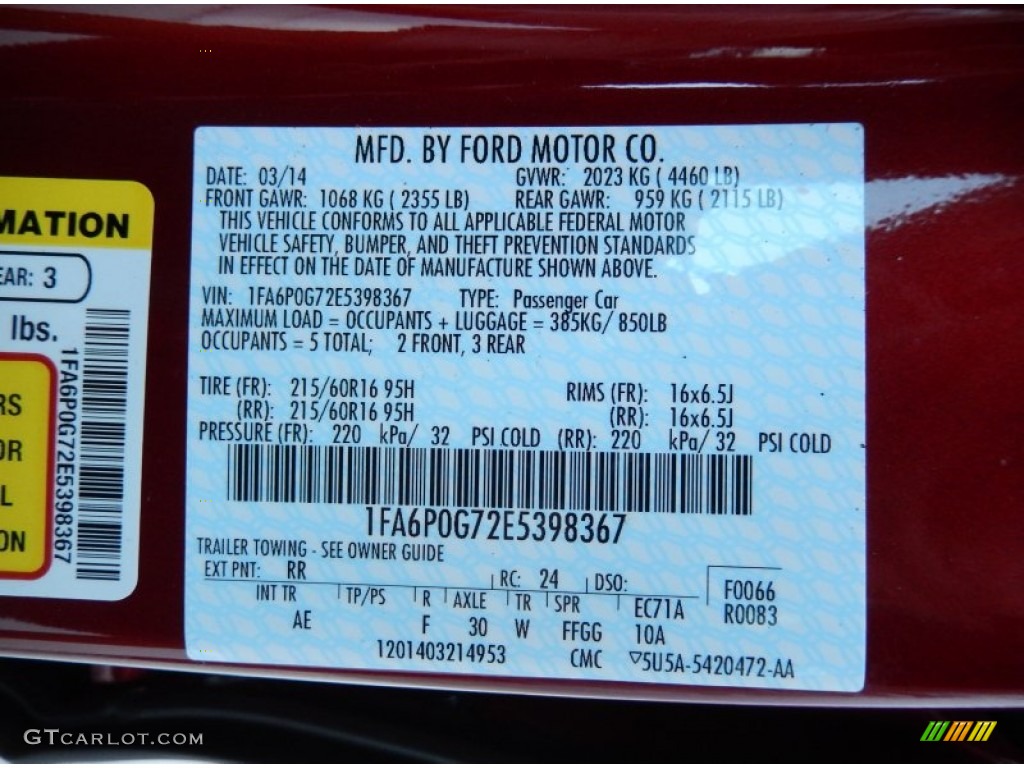 MFD. BY FORD MOTOR CO.
DATE: 03/14 GVWR: 2023 KG ( 4460 LB)
FRONT GAWR: 1068 KG ( 2355 LB) REAR GAWR: 959 KG ( 2115 LB)
THIS VEHICLE CONFORMS TO ALL APPLICABLE FEDERAL MOTOR
VEHICLE SAFETY, BUMPER, AND THEFT PREVENTION STANDARDS
IN EFFECT ON THE DATE OF MANUFACTURE SHOWN ABOVE.
VIN: 1FA6P0G72E5398367 TYPE: Passenger Car
MAXIMUM LOAD = OCCUPANTS + LUGGAGE = 385KG/ 850LB
OCCUPANTS = 5 TOTAL; 2 FRONT, 3 REAR
TIRE (FR): 215/60R16 95H RIMS (FR): 16x6.5J
(RR): 215/60R16 95H (RR): 16x6.5J
PRESSURE (FR): 220 kPa/ 32 PSI COLD (RR): 220 kPa/ 32 PSI COLD
1FA6P0G72E5398367
TRAILER TOWING - SEE OWNER GUIDE
EXT PNT: RR RC: 24 DSO: F0066
R0083
INT TR TP/PS R AXLE TR SPR EC71A
AE F 30 W FFGG 10A
1201403214953 CMC ▽5U5A-5420472-AA
MATION
EAR: 3
lbs.
RS
OR
L
ON
1FA6P0G72E5398367
GTCARLOT.COM